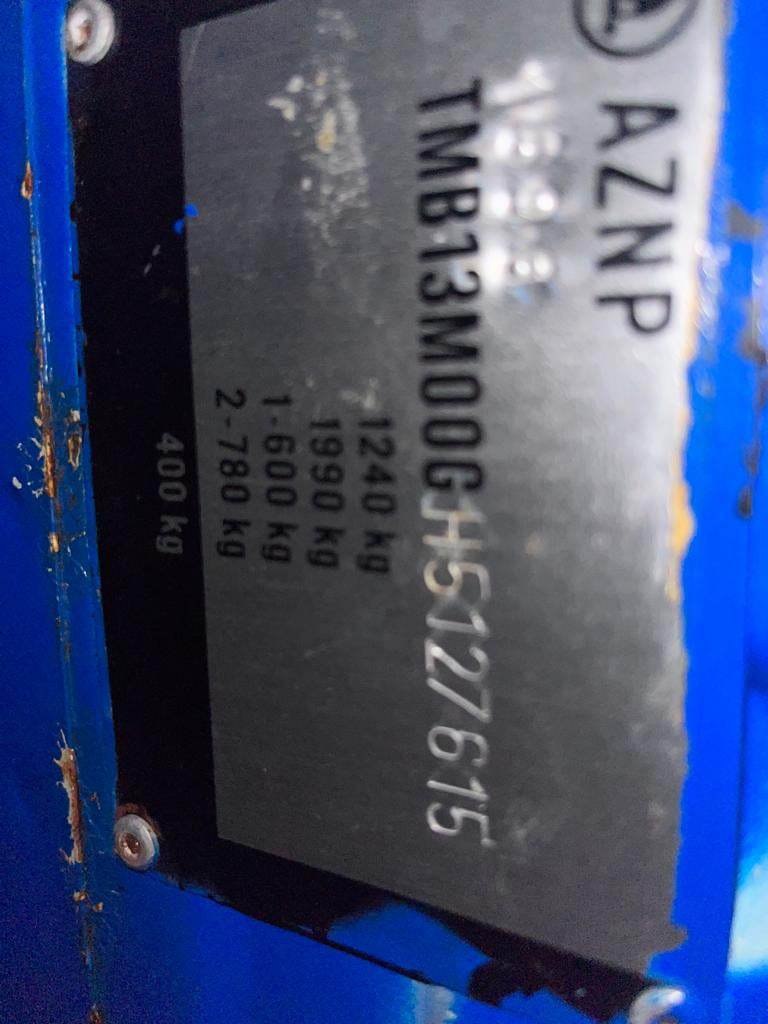 AZNP
TMB13M00GH5127615
1240 kg
1990 kg
1-600 kg
2-780 kg
400 kg